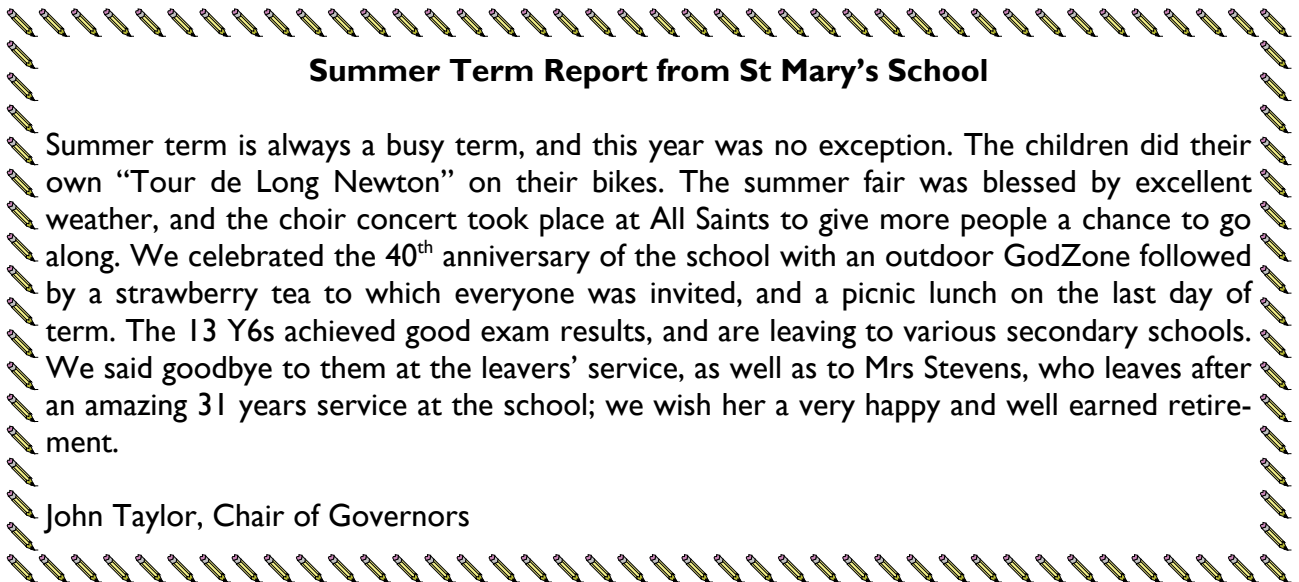 Summer Term Report from St Mary’s School
Summer term is always a busy term, and this year was no exception. The children did their
own “Tour de Long Newton” on their bikes. The summer fair was blessed by excellent
weather, and the choir concert took place at All Saints to give more people a chance to go
along. We celebrated the 40th anniversary of the school with an outdoor GodZone followed
by a strawberry tea to which everyone was invited, and a picnic lunch on the last day of
term. The 13 Y6s achieved good exam results, and are leaving to various secondary schools.
We said goodbye to them at the leavers’ service, as well as to Mrs Stevens, who leaves after
an amazing 31 years service at the school; we wish her a very happy and well earned retire-
ment.
John Taylor, Chair of Governors